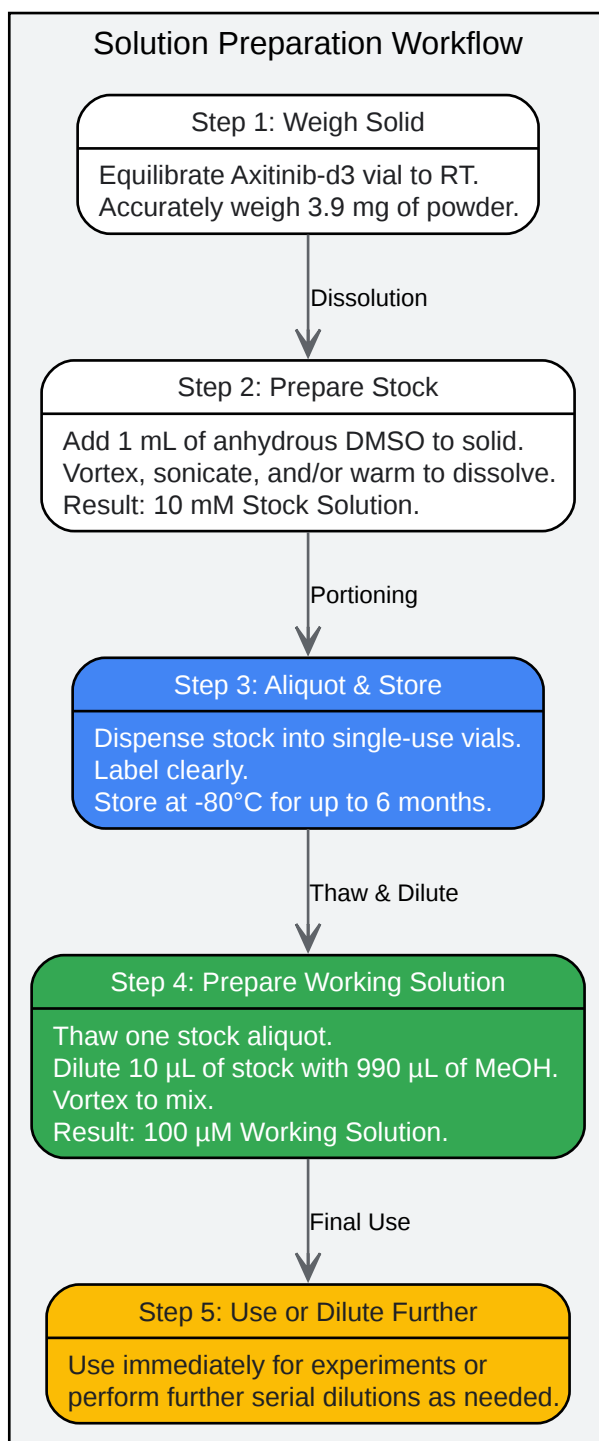 Solution Preparation Workflow
Step 1: Weigh Solid
Equilibrate Axitinib-d3 vial to RT.
Accurately weigh 3.9 mg of powder.
Dissolution
Step 2: Prepare Stock
Add 1 mL of anhydrous DMSO to solid.
Vortex, sonicate, and/or warm to dissolve.
Result: 10 mM Stock Solution.
Portioning
Step 3: Aliquot & Store
Dispense stock into single-use vials.
Label clearly.
Store at -80°C for up to 6 months.
Thaw & Dilute
Step 4: Prepare Working Solution
Thaw one stock aliquot.
Dilute 10 µL of stock with 990 µL of MeOH.
Vortex to mix.
Result: 100 µM Working Solution.
Final Use
Step 5: Use or Dilute Further
Use immediately for experiments or
perform further serial dilutions as needed.